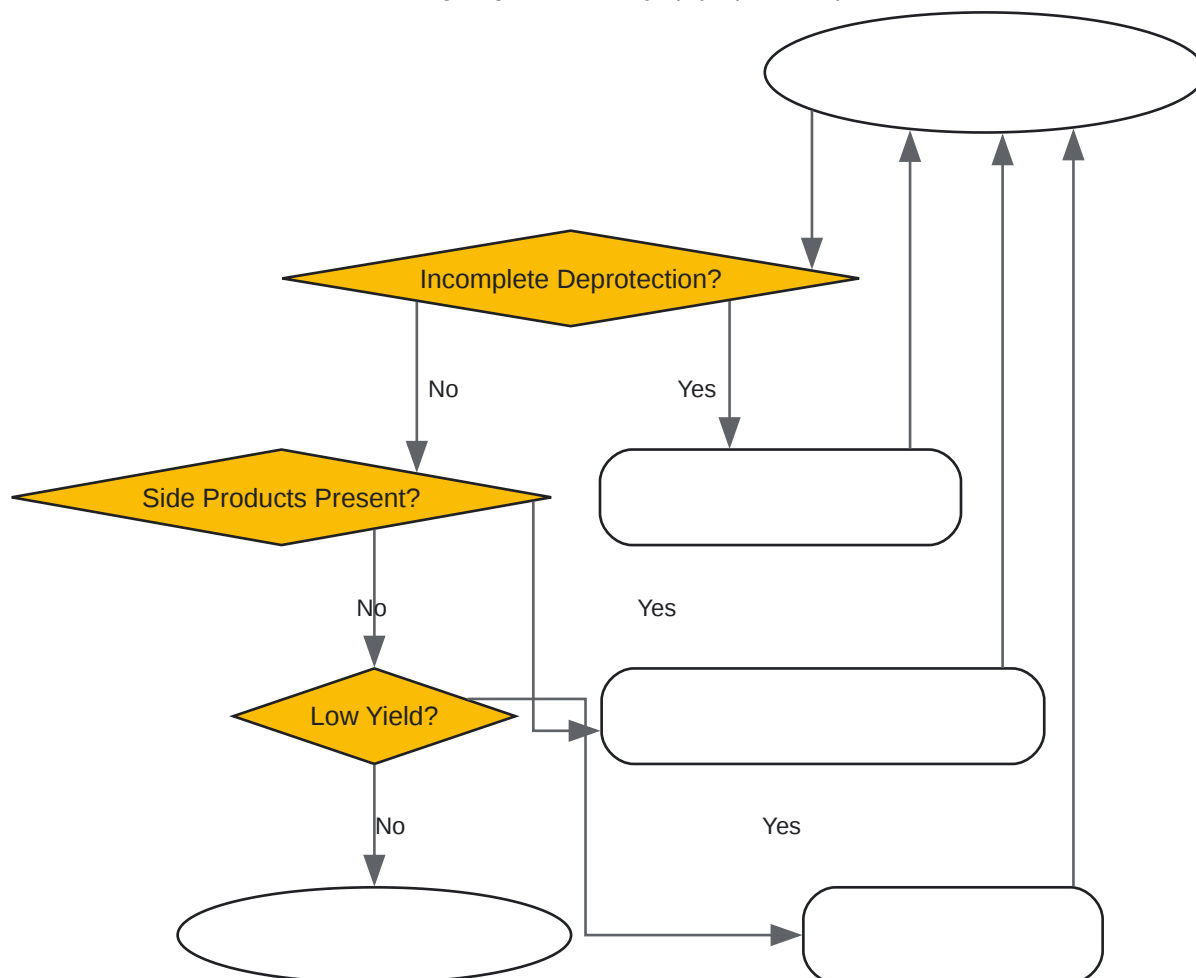 Incomplete Deprotection?
No
Yes
Side Products Present?
No
Yes
Low Yield?
No
Yes